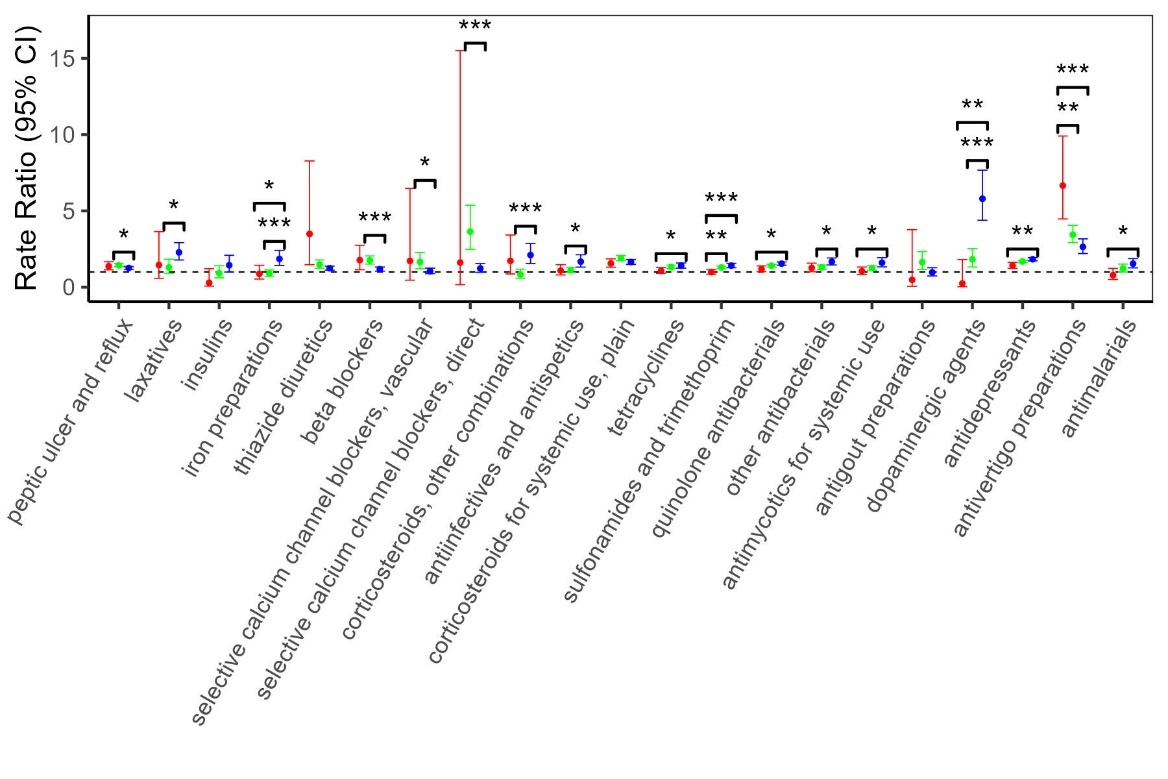 Rate Ratio (95% CI)
15
10
5
0
*
*
*
***
***
*
***
***
*
*
***
**
*
*
*
**
***
**
***
**
*
peptic ulcer and reflux
laxatives
insulins
iron preparations
thiazide diuretics
beta blockers
selective calcium channel blockers, vascular
selective calcium channel blockers, direct
corticosteroids, other combinations
antiinfectives and antispetics
corticosteroids for systemic use, plain
tetracyclines
sulfonamides and trimethoprim
quinolone antibacterials
other antibacterials
antimycotics for systemic use
antigout preparations
dopaminergic agents
antidepressants
antivertigo preparations
antimalarials